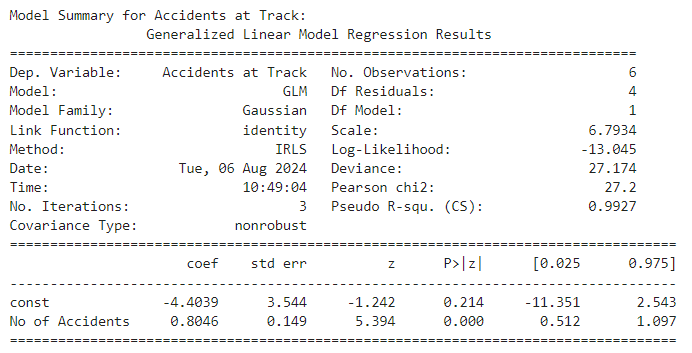 Model Summary for Accidents at Track:
Generalized Linear Model Regression Results
==============================================================================
Dep. Variable:     Accidents at Track   No. Observations:                    6
Model:                            GLM   Df Residuals:                        4
Model Family:                Gaussian   Df Model:                            1
Link Function:               identity   Scale:                          6.7934
Method:                          IRLS   Log-Likelihood:                -13.045
Date:                Tue, 06 Aug 2024   Deviance:                       27.174
Time:                        10:49:04   Pearson chi2:                     27.2
No. Iterations:                     3   Pseudo R-squ. (CS):             0.9927
Covariance Type:            nonrobust
===================================================================================
                      coef    std err          z      P>|z|      [0.025      0.975]
-----------------------------------------------------------------------------------
const              -4.4039      3.544     -1.242      0.214     -11.351       2.543
No of Accidents     0.8046      0.149      5.394      0.000       0.512       1.097
===================================================================================